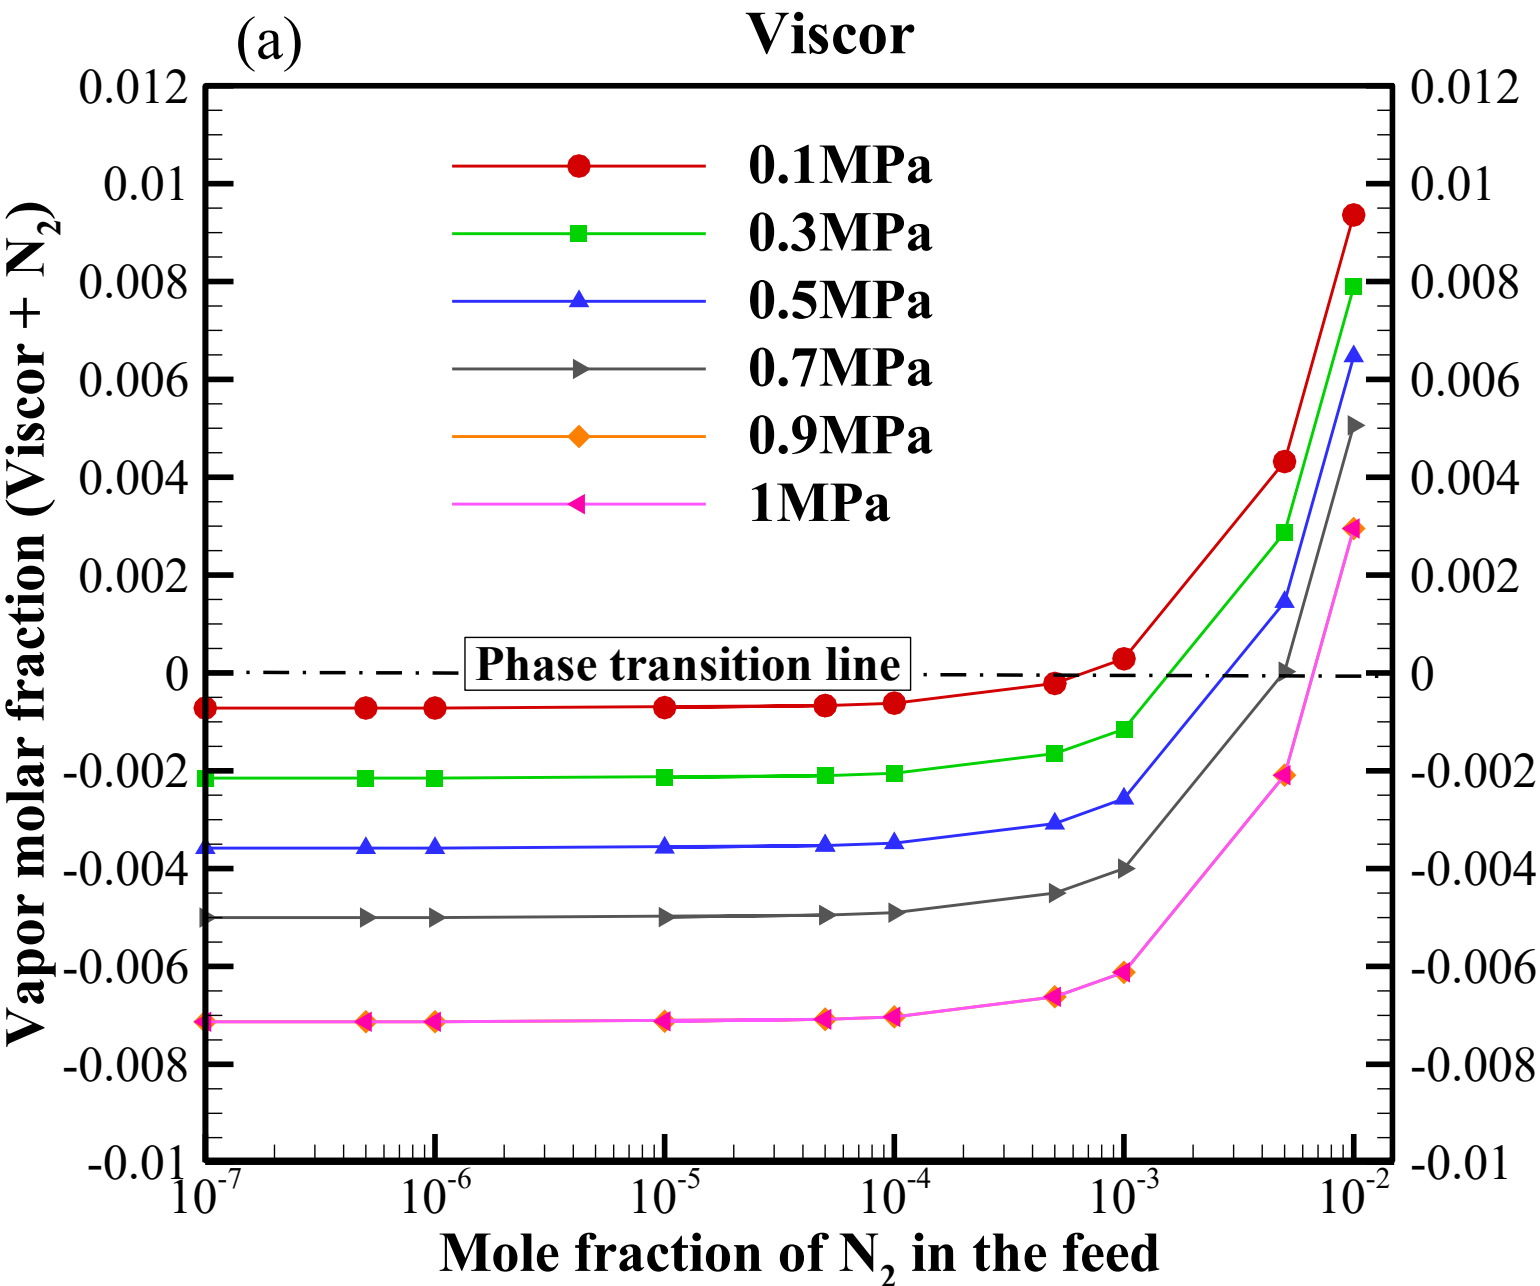 (a)
Viscor
0.012
0.01
0.008
0.006
0.004
0.002
0
-0.002
-0.004
-0.006
-0.008
-0.01
Vapor molar fraction (Viscor + N₂)
0.1MPa
0.3MPa
0.5MPa
0.7MPa
0.9MPa
1MPa
Phase transition line
0.012
0.01
0.008
0.006
0.004
0.002
0
-0.002
-0.004
-0.006
-0.008
-0.01
10⁻⁷ 10⁻⁶ 10⁻⁵ 10⁻⁴ 10⁻³ 10⁻²
Mole fraction of N₂ in the feed